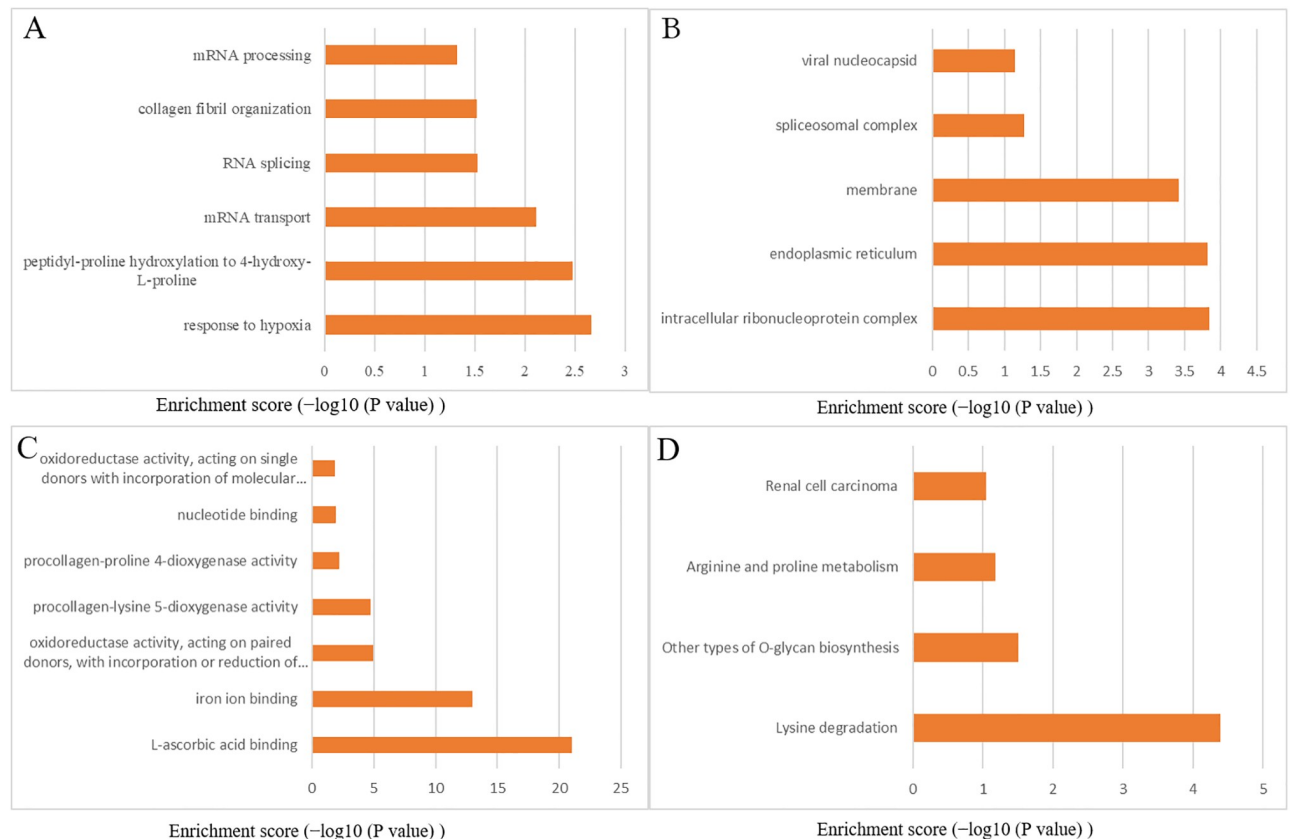 A
mRNA processing
collagen fibril organization
RNA splicing
mRNA transport
peptidyl-proline hydroxylation to 4-hydroxy-
L-proline
response to hypoxia
0 0.5 1 1.5 2 2.5 3
Enrichment score (−log10 (P value) )
B
viral nucleocapsid
spliceosomal complex
membrane
endoplasmic reticulum
intracellular ribonucleoprotein complex
0 0.5 1 1.5 2 2.5 3 3.5 4 4.5
Enrichment score (−log10 (P value) )
C
oxidoreductase activity, acting on single
donors with incorporation of molecular...
nucleotide binding
procollagen-proline 4-dioxygenase activity
procollagen-lysine 5-dioxygenase activity
oxidoreductase activity, acting on paired
donors, with incorporation or reduction of...
iron ion binding
L-ascorbic acid binding
0 5 10 15 20 25
Enrichment score (−log10 (P value) )
D
Renal cell carcinoma
Arginine and proline metabolism
Other types of O-glycan biosynthesis
Lysine degradation
0 1 2 3 4 5
Enrichment score (−log10 (P value) )